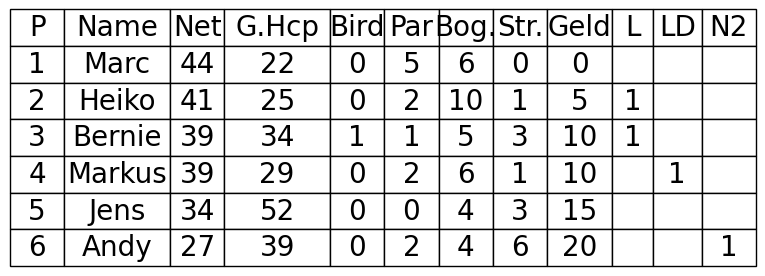 P Name Net G.Hcp Bird Par Bog. Str. Geld L LD N2
1 Marc 44 22 0 5 6 0 0
2 Heiko 41 25 0 2 10 1 5 1
3 Bernie 39 34 1 1 5 3 10 1
4 Markus 39 29 0 2 6 1 10 1
5 Jens 34 52 0 0 4 3 15
6 Andy 27 39 0 2 4 6 20 1